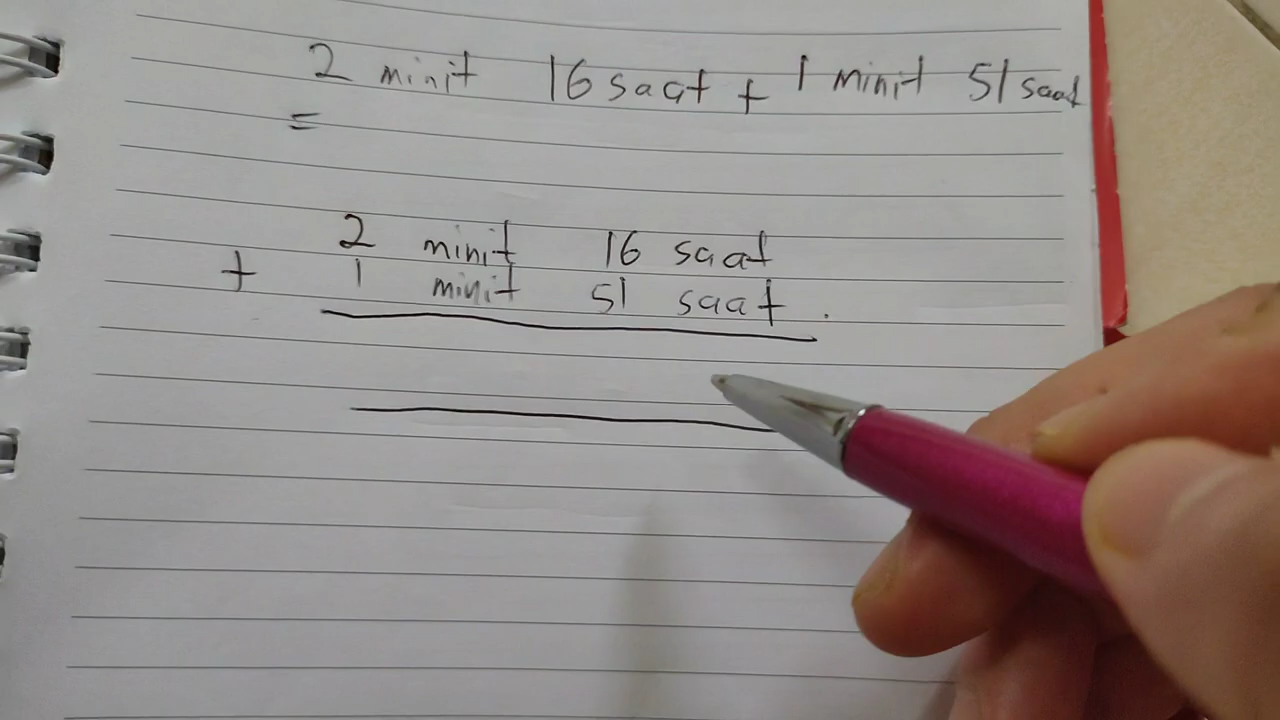 2 minit 16 saat + 1 minit 51 saat
=
2 minit 16 saat
+ 1 minit 51 saat .